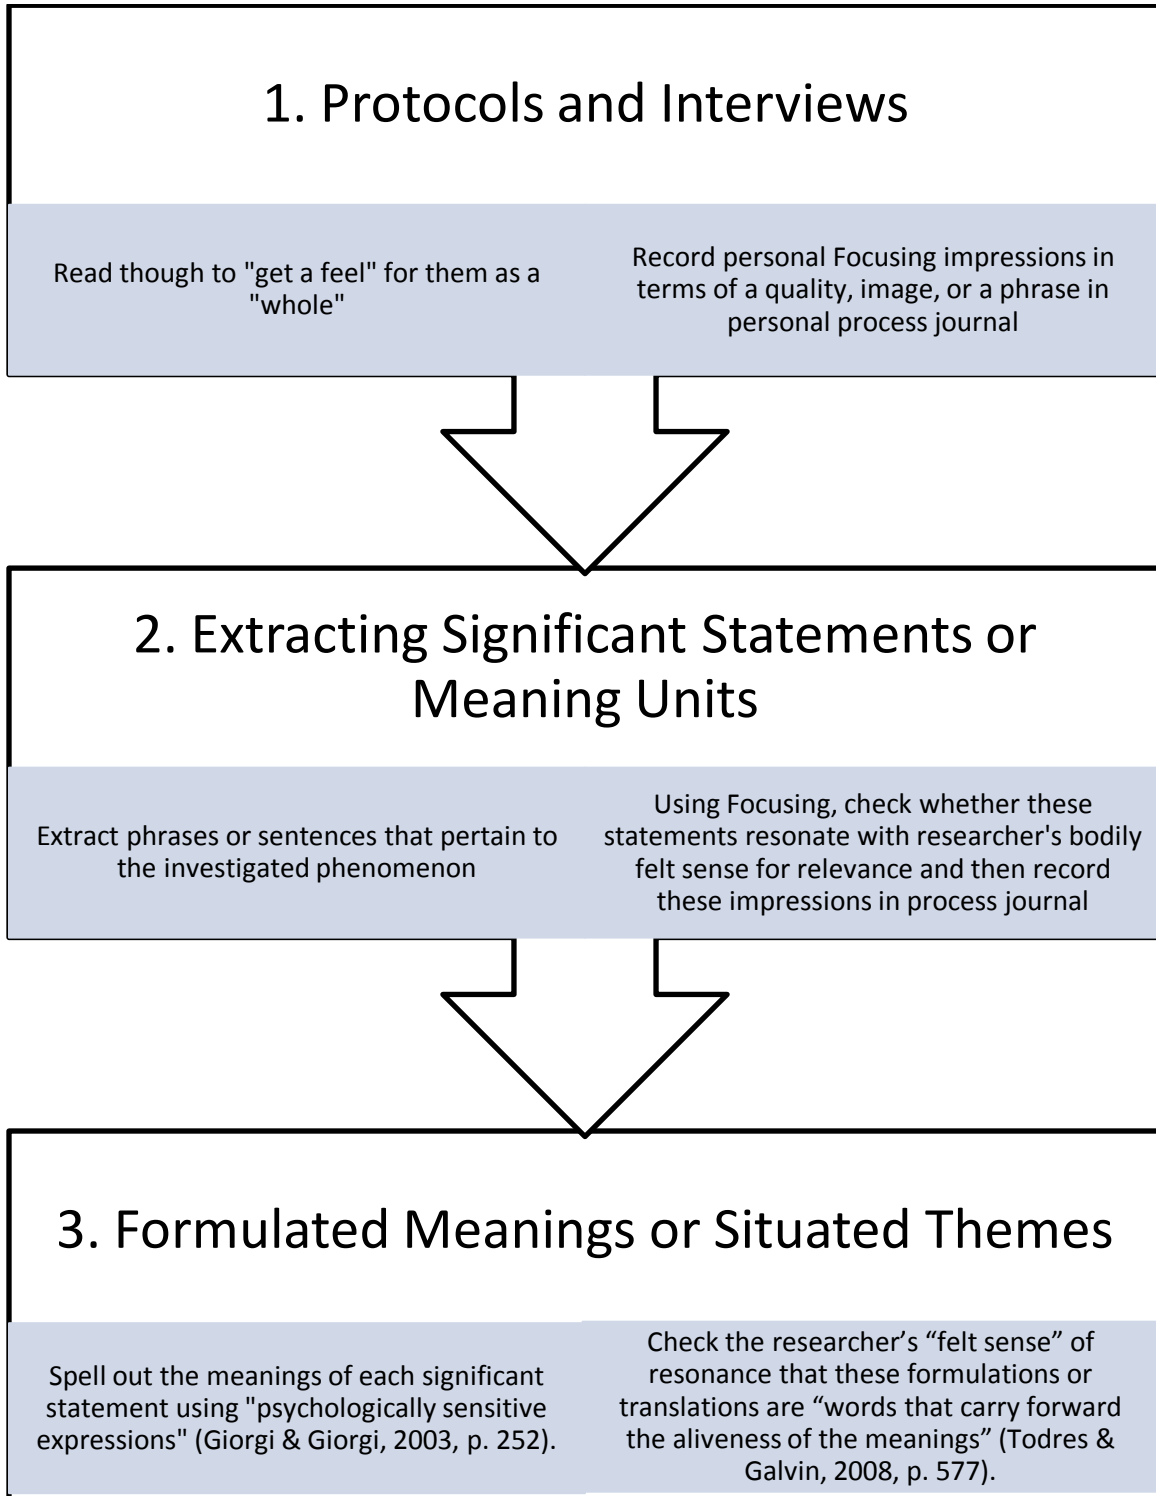 1. Protocols and Interviews
Read though to "get a feel" for them as a
"whole"
Record personal Focusing impressions in
terms of a quality, image, or a phrase in
personal process journal
2. Extracting Significant Statements or
Meaning Units
Extract phrases or sentences that pertain to
the investigated phenomenon
Using Focusing, check whether these
statements resonate with researcher's bodily
felt sense for relevance and then record
these impressions in process journal
3. Formulated Meanings or Situated Themes
Spell out the meanings of each significant
statement using "psychologically sensitive
expressions" (Giorgi & Giorgi, 2003, p. 252).
Check the researcher’s “felt sense” of
resonance that these formulations or
translations are “words that carry forward
the aliveness of the meanings” (Todres &
Galvin, 2008, p. 577).